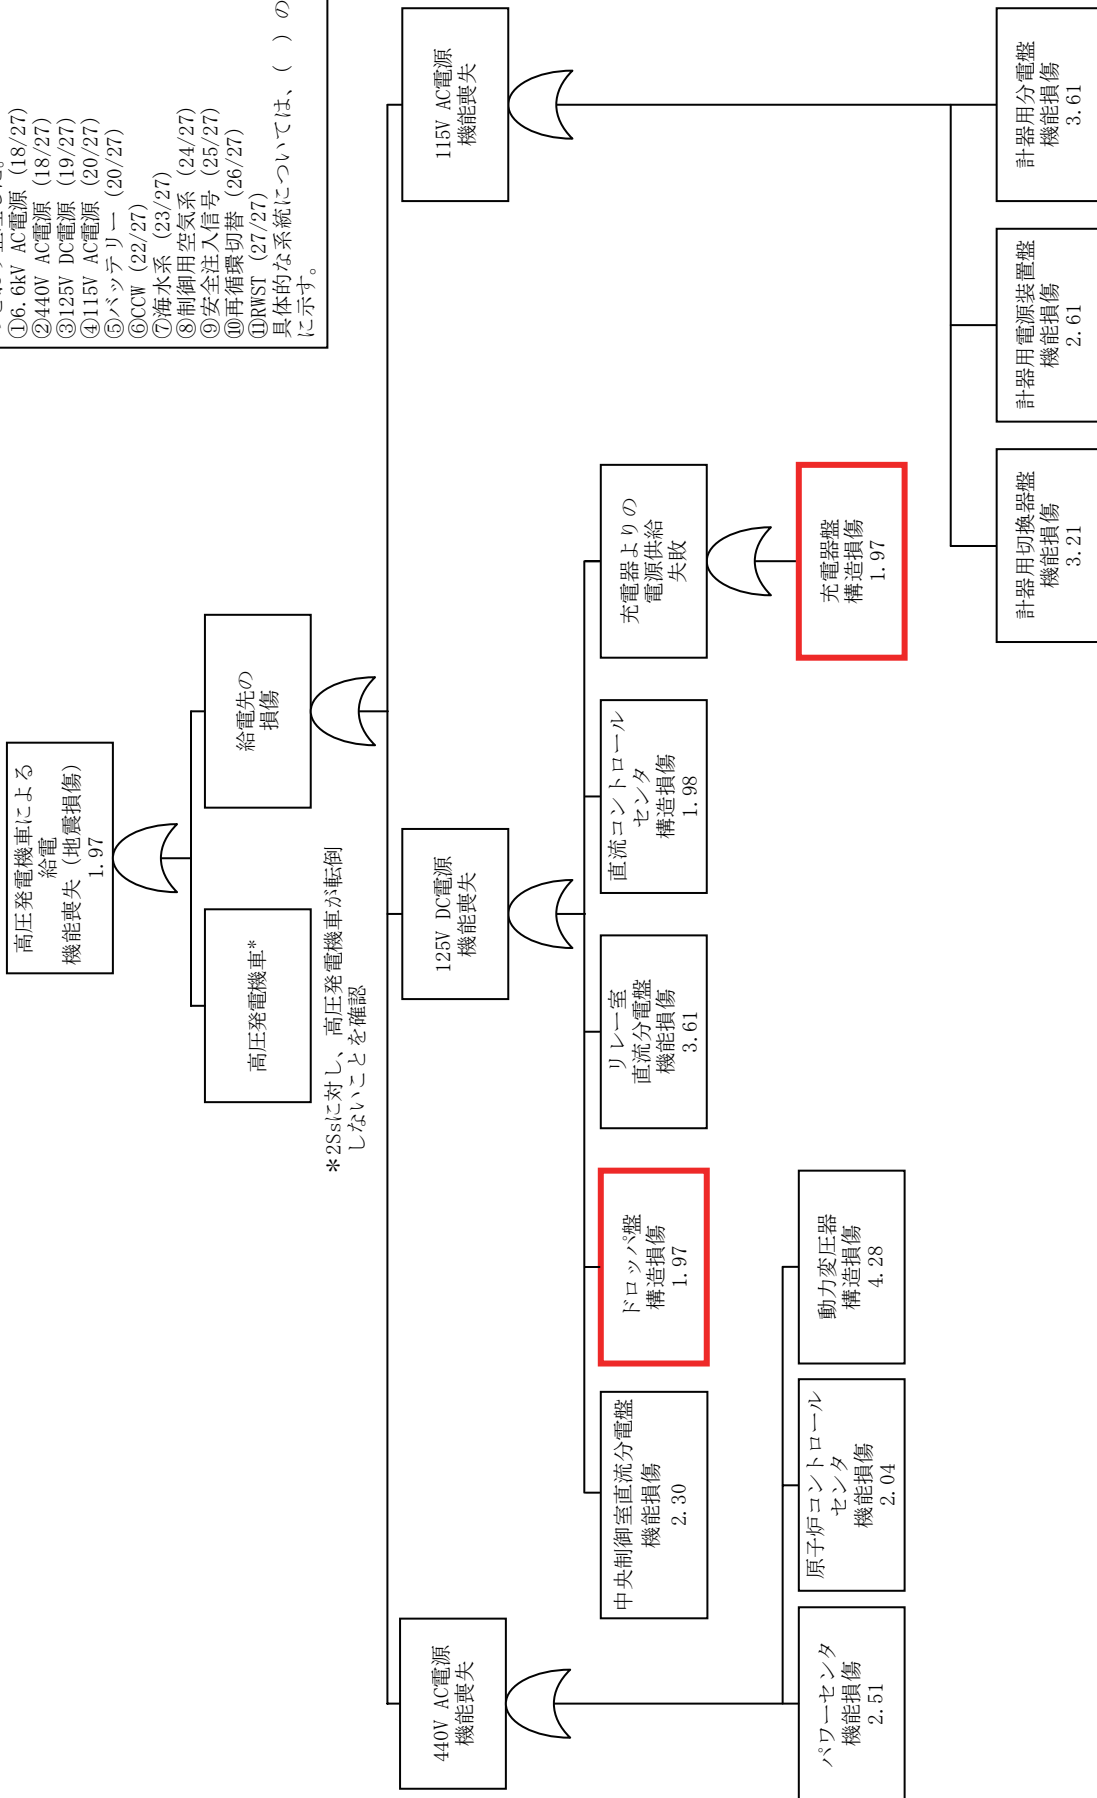 高圧発電機車による
給電
機能喪失（地震損傷）
1.97
高圧発電機車*
給電先の
損傷
*2Ssに対し、高圧発電機車が転倒
しないことを確認
①6.6kV AC電源 (18/27)
②440V AC電源 (18/27)
③125V DC電源 (19/27)
④115V AC電源 (20/27)
⑤バッテリー (20/27)
⑥CCW (22/27)
⑦海水系 (23/27)
⑧制御用空気系 (24/27)
⑨安全注入信号 (25/27)
⑩再循環切替 (26/27)
⑪RWST (27/27)
具体的な系統については、( ) の
に示す。
440V AC電源
機能喪失
125V DC電源
機能喪失
115V AC電源
機能喪失
中央制御室直流分電盤
機能損傷
2.30
ドロッパ盤
構造損傷
1.97
リレー室
直流分電盤
機能損傷
3.61
直流コントロール
センタ
構造損傷
1.98
充電器よりの
電源供給
失敗
パワーセンタ
機能損傷
2.51
原子炉コントロール
センタ
機能損傷
2.04
動力変圧器
構造損傷
4.28
充電器盤
構造損傷
1.97
計器用切換器盤
機能損傷
3.21
計器用電源装置盤
機能損傷
2.61
計器用分電盤
機能損傷
3.61